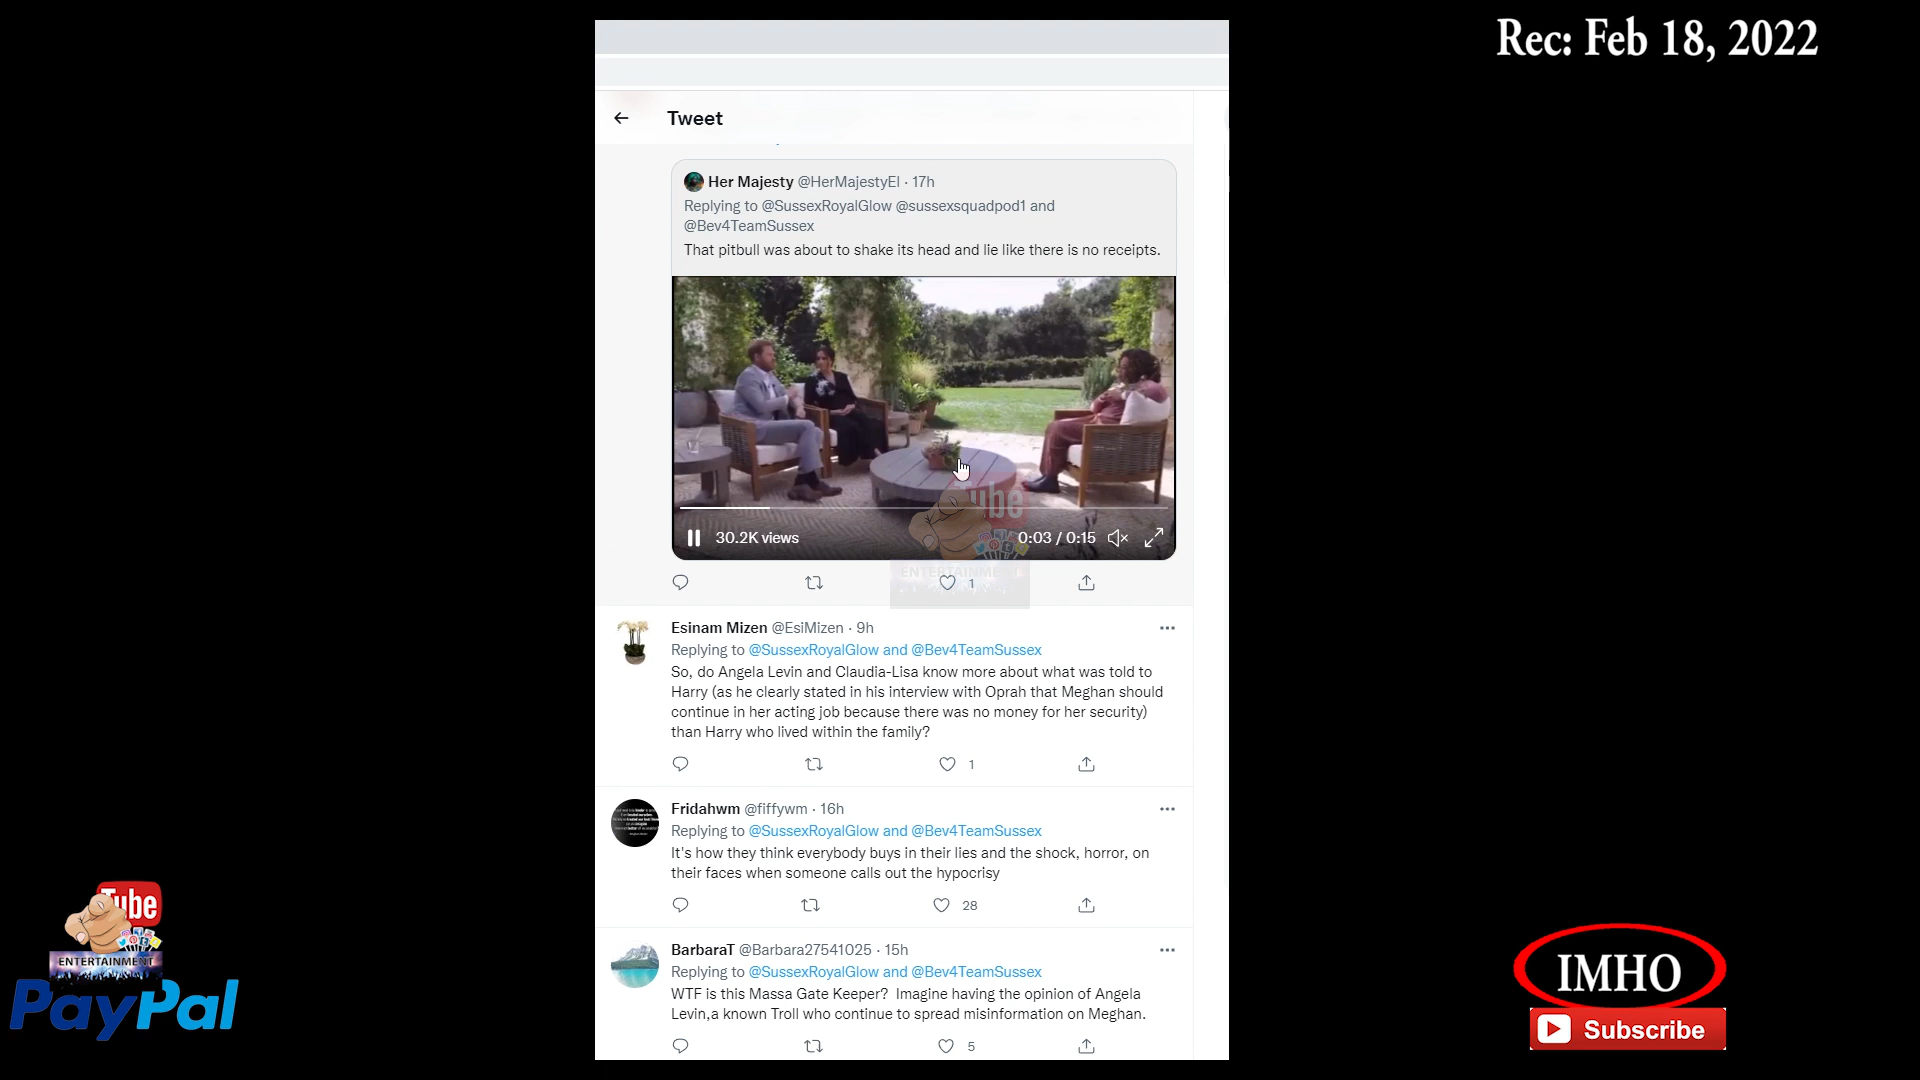 Rec: Feb 18, 2022
Tweet
Her Majesty @HerMajestyEl · 17h
Replying to @SussexRoyalGlow @sussexsquadpod1 and
@Bev4TeamSussex
That pitbull was about to shake its head and lie like there is no receipts.
Tube
30.2K views
0:03 / 0:15
ENTERTAINMENT
1
Esinam Mizen @EsiMizen · 9h
Replying to @SussexRoyalGlow and @Bev4TeamSussex
So, do Angela Levin and Claudia-Lisa know more about what was told to
Harry (as he clearly stated in his interview with Oprah that Meghan should
continue in her acting job because there was no money for her security)
than Harry who lived within the family?
1
Fridahwm @fiffywm · 16h
Replying to @SussexRoyalGlow and @Bev4TeamSussex
It's how they think everybody buys in their lies and the shock, horror, on
their faces when someone calls out the hypocrisy
28
BarbaraT @Barbara27541025 · 15h
Replying to @SussexRoyalGlow and @Bev4TeamSussex
WTF is this Massa Gate Keeper? Imagine having the opinion of Angela
Levin,a known Troll who continue to spread misinformation on Meghan.
5
Tube
ENTERTAINMENT
PayPal
IMHO
Subscribe